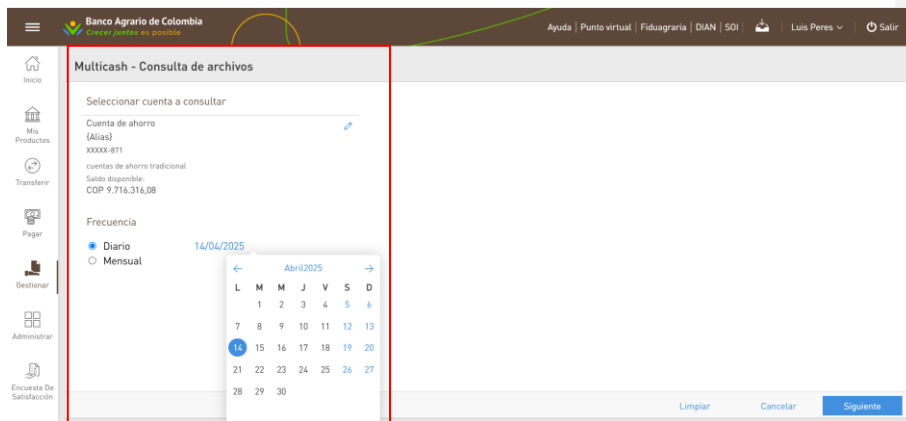 Banco Agrario de Colombia
Crecer juntos es posible
Ayuda | Punto virtual | Fiduagraria | DIAN | SOI | Luis Peres | Salir
Inicio
Mis
Productos
Transferir
Pagar
Gestionar
Administrar
Encuesta De
Satisfacción
Multicash - Consulta de archivos
Seleccionar cuenta a consultar
Cuenta de ahorro
{Alias}
XXXXX-871
cuentas de ahorro tradicional
Saldo disponible:
COP 9.716.316,08
Frecuencia
Diario 14/04/2025
Mensual
Abril2025
L M M J V S D
1 2 3 4 5 6
7 8 9 10 11 12 13
14 15 16 17 18 19 20
21 22 23 24 25 26 27
28 29 30
Limpiar Cancelar Siguiente